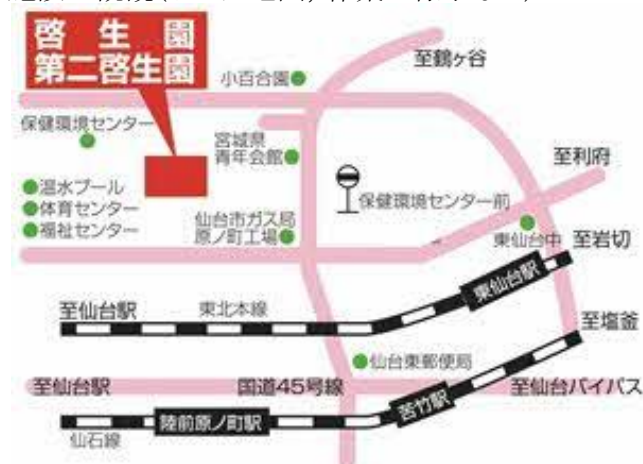 啓生園
第二啓生園
小百合園
至鶴ヶ谷
保健環境センター
宮城県
青年会館
至利府
温水プール
体育センター
福祉センター
保健環境センター前
仙台市ガス局
原ノ町工場
東仙台中
至岩切
東仙台駅
至仙台駅
東北本線
至塩釜
仙台東郵便局
至仙台駅
国道45号線
苦竹駅
至仙台バイパス
陸前原ノ町駅
仙石線